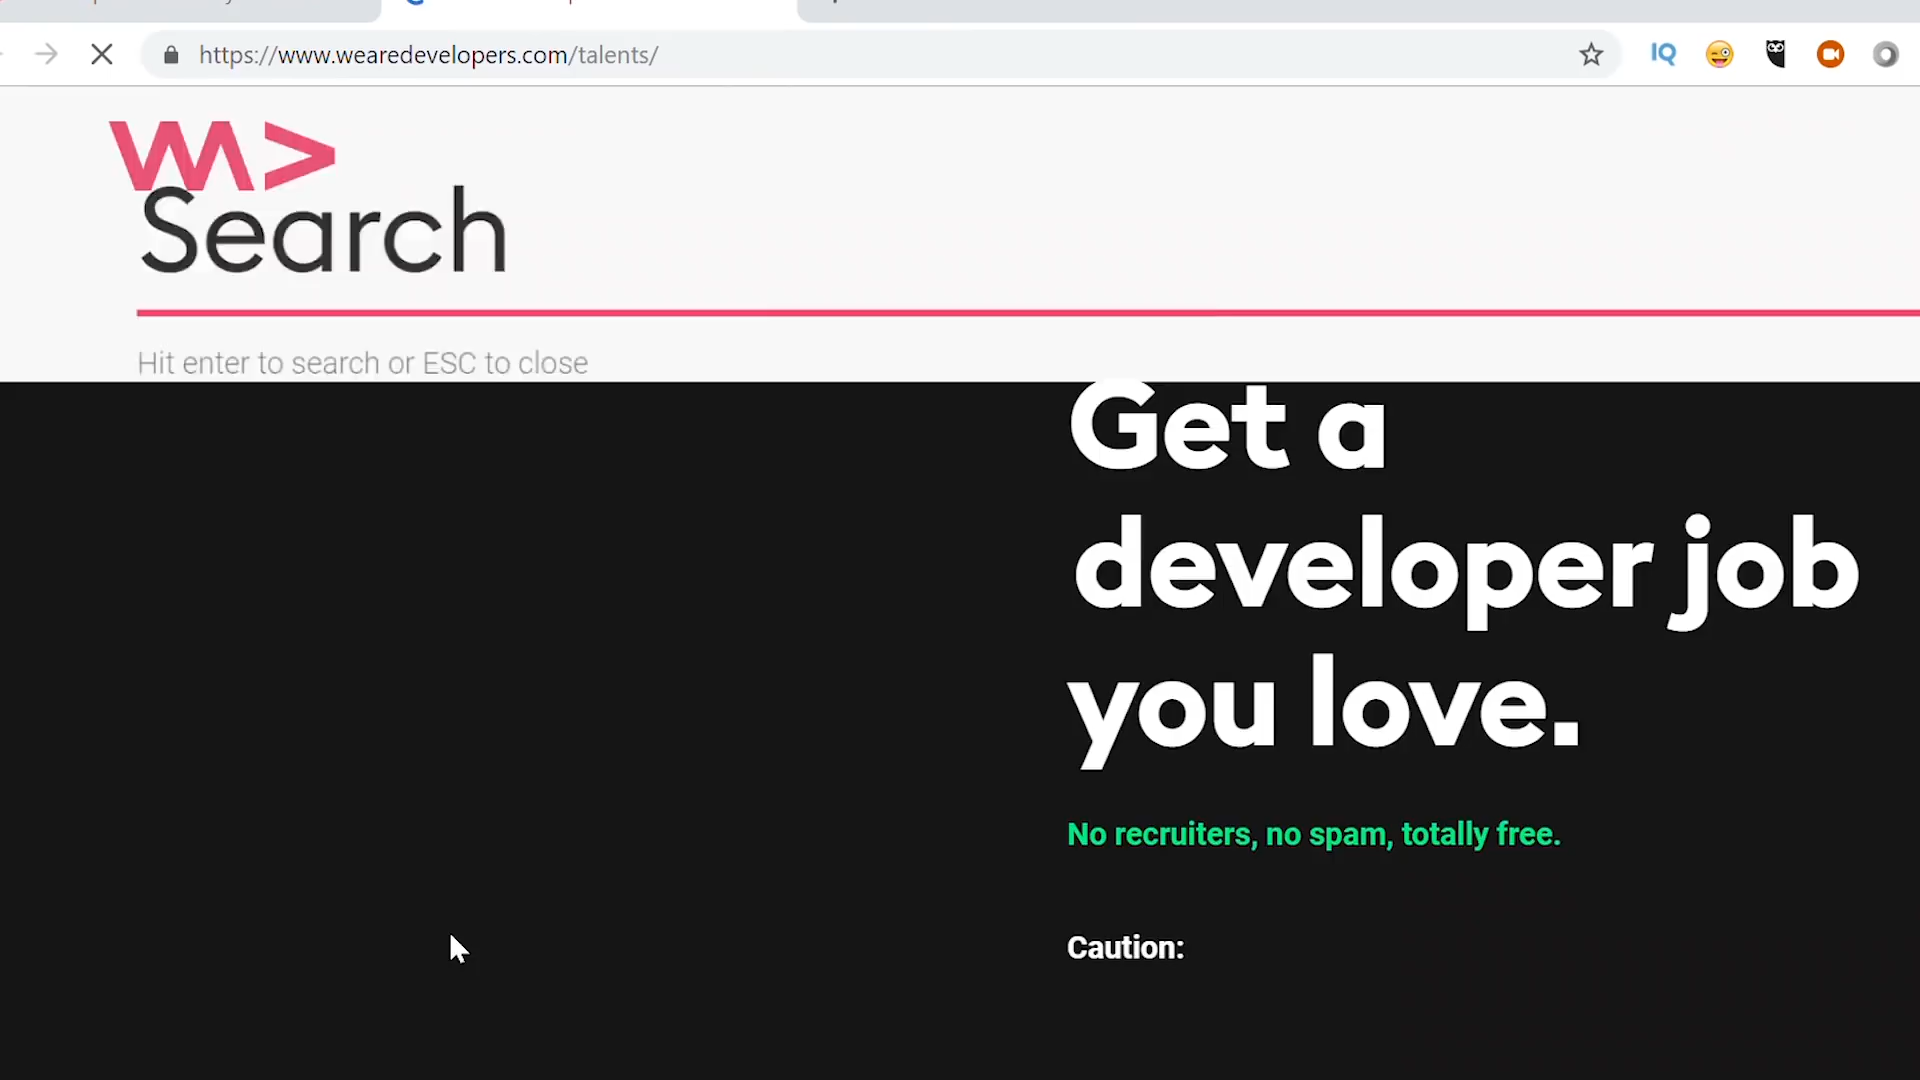 https://www.wearedevelopers.com/talents/
IQ
Search
Hit enter to search or ESC to close
Get a
developer job
you love.
No recruiters, no spam, totally free.
Caution: